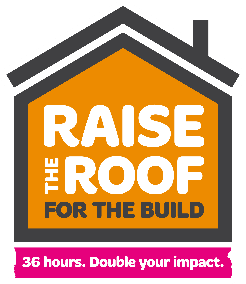 RAISE
THE ROOF
FOR THE BUILD
36 hours. Double your impact.